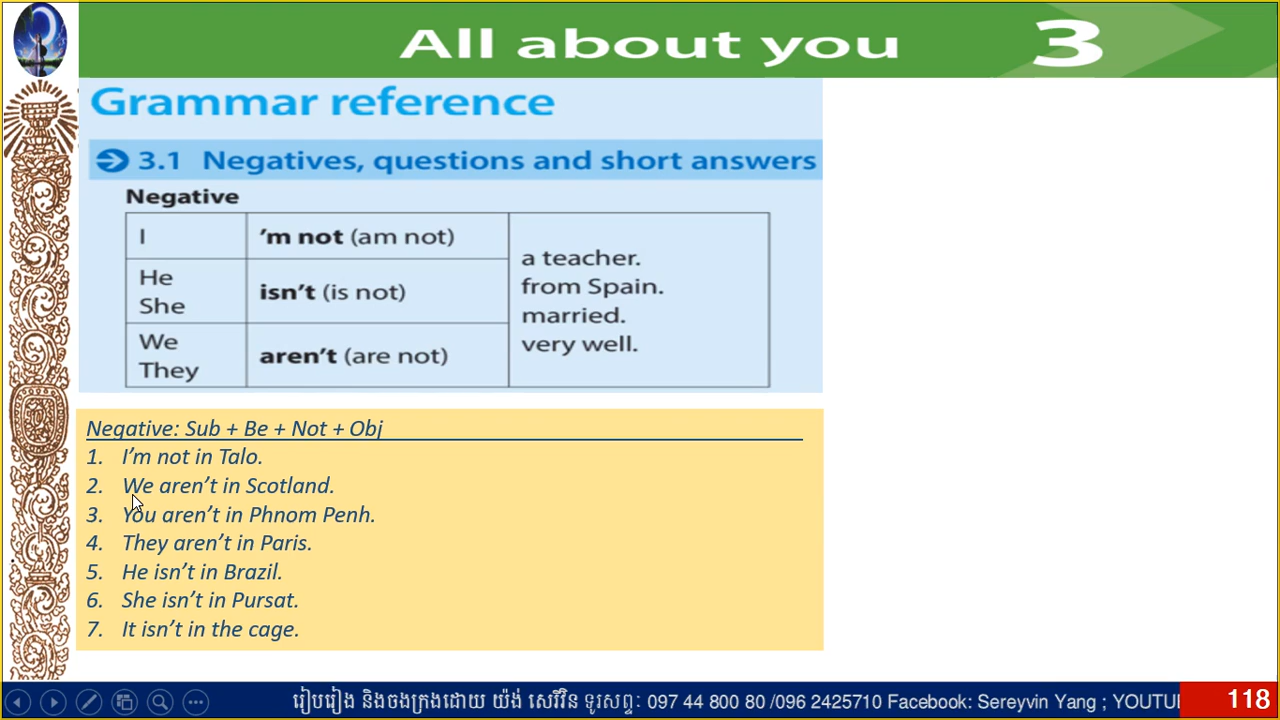 All about you 3
Grammar reference
3.1 Negatives, questions and short answers
Negative
I 'm not (am not)
He
She
isn't (is not)
We
They
aren't (are not)
a teacher.
from Spain.
married.
very well.
Negative: Sub + Be + Not + Obj
1. I'm not in Talo.
2. We aren't in Scotland.
3. You aren't in Phnom Penh.
4. They aren't in Paris.
5. He isn't in Brazil.
6. She isn't in Pursat.
7. It isn't in the cage.
រៀបរៀង និងចងក្រងដោយ យ៉ង់ សេរីវិន ទូរសព្ទ: 097 44 800 80 /096 2425710 Facebook: Sereyvin Yang ; YOUTU 118